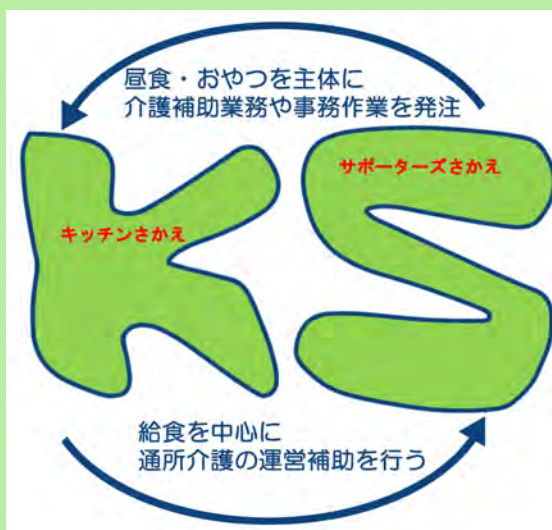 昼食・おやつを主体に
介護補助業務や事務作業を発注
KS
サポーターズさかえ
キッチンさかえ
給食を中心に
通所介護の運営補助を行う